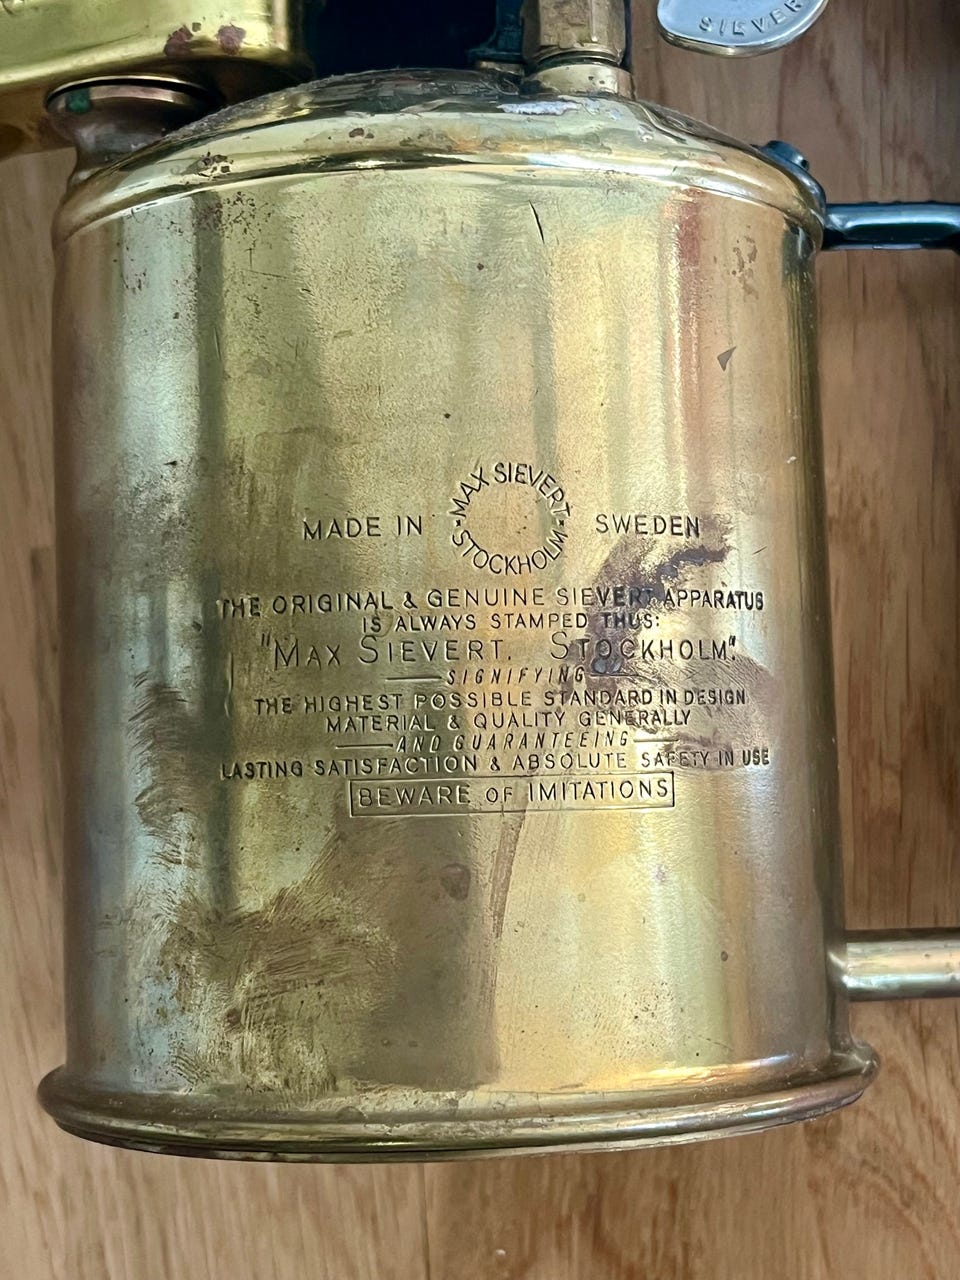 SIEVER
MAX SIEVERT
MADE IN SWEDEN
-STOCKHOLM-
THE ORIGINAL & GENUINE SIEVERT APPARATUS
IS ALWAYS STAMPED THUS:
"MAX SIEVERT, STOCKHOLM".
SIGNIFYING
THE HIGHEST POSSIBLE STANDARD IN DESIGN
MATERIAL & QUALITY GENERALLY
AND GUARANTEEING
LASTING SATISFACTION & ABSOLUTE SAFETY IN USE
BEWARE OF IMITATIONS